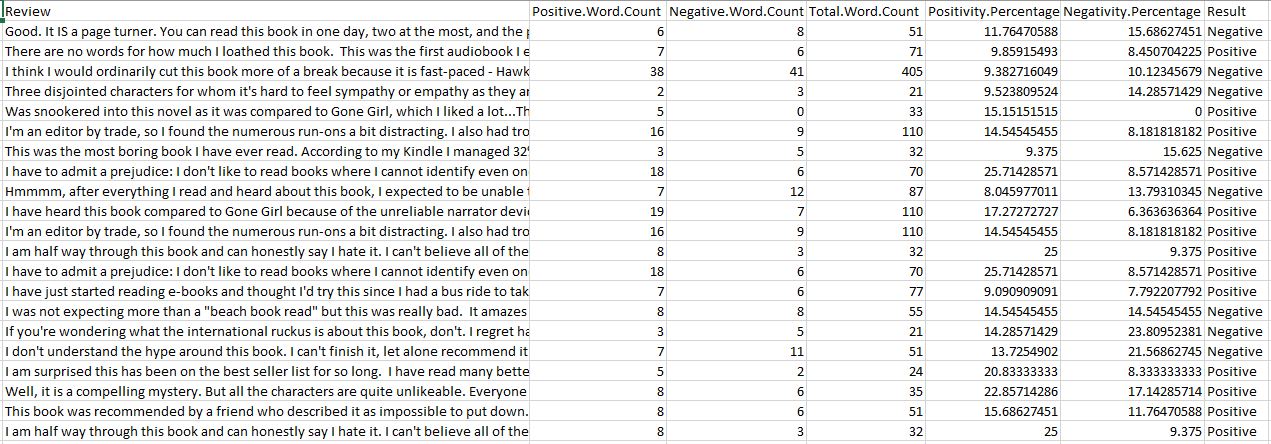 Review Positive.Word.Count Negative.Word.Count Total.Word.Count Positivity.Percentage Negativity.Percentage Result
Good. It IS a page turner. You can read this book in one day, two at the most, and the 6 8 51 11.76470588 15.68627451 Negative
There are no words for how much I loathed this book.  This was the first audiobook I 7 6 71 9.85915493 8.450704225 Positive
I think I would ordinarily cut this book more of a break because it is fast-paced - Hawk 38 41 405 9.382716049 10.12345679 Negative
Three disjointed characters for whom it's hard to feel sympathy or empathy as they 2 3 21 9.523809524 14.28571429 Negative
Was snookered into this novel as it was compared to Gone Girl, which I liked a lot...Th 5 0 33 15.15151515 0 Positive
I'm an editor by trade, so I found the numerous run-ons a bit distracting. I also had tro 16 9 110 14.54545455 8.181818182 Positive
This was the most boring book I have ever read. According to my Kindle I managed 32 3 5 32 9.375 15.625 Negative
I have to admit a prejudice: I don't like to read books where I cannot identify even on 18 6 70 25.71428571 8.571428571 Positive
Hmmmm, after everything I read and heard about this book, I expected to be unable 7 12 87 8.045977011 13.79310345 Negative
I have heard this book compared to Gone Girl because of the unreliable narrator devi 19 7 110 17.27272727 6.363636364 Positive
I'm an editor by trade, so I found the numerous run-ons a bit distracting. I also had tro 16 9 110 14.54545455 8.181818182 Positive
I am half way through this book and can honestly say I hate it. I can't believe all of the 8 3 32 25 9.375 Positive
I have to admit a prejudice: I don't like to read books where I cannot identify even on 18 6 70 25.71428571 8.571428571 Positive
I have just started reading e-books and thought I'd try this since I had a bus ride to tak 7 6 77 9.090909091 7.792207792 Positive
I was not expecting more than a "beach book read" but this was really bad.  It amazes 8 8 55 14.54545455 14.54545455 Negative
If you're wondering what the international ruckus is about this book, don't. I regret ha 3 5 21 14.28571429 23.80952381 Negative
I don't understand the hype around this book. I can't finish it, let alone recommend it 7 11 51 13.7254902 21.56862745 Negative
I am surprised this has been on the best seller list for so long.  I have read many bette 5 2 24 20.83333333 8.333333333 Positive
Well, it is a compelling mystery. But all the characters are quite unlikeable. Everyone 8 6 35 22.85714286 17.14285714 Positive
This book was recommended by a friend who described it as impossible to put down. 8 6 51 15.68627451 11.76470588 Positive
I am half way through this book and can honestly say I hate it. I can't believe all of the 8 3 32 25 9.375 Positive